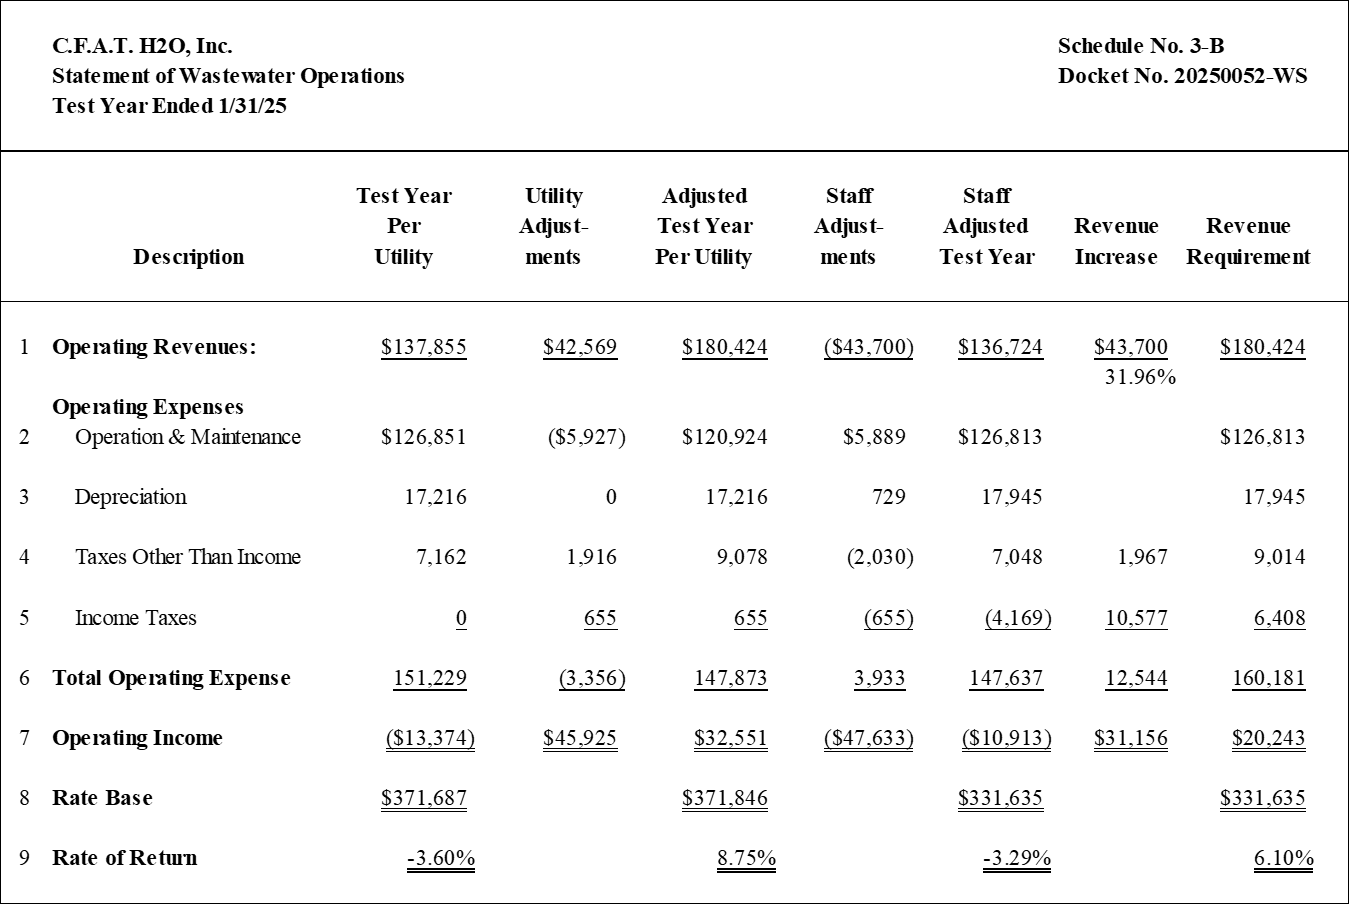 C.F.A.T. H2O, Inc. Schedule No. 3-B
Statement of Wastewater Operations Docket No. 20250052-WS
Test Year Ended 1/31/25
Test Year Utility Adjusted Staff Staff
Per Adjust- Test Year Adjust- Adjusted Revenue Revenue
Description Utility ments Per Utility ments Test Year Increase Requirement
1 Operating Revenues: $137,855 $42,569 $180,424 ($43,700) $136,724 $43,700 $180,424
31.96%
Operating Expenses
2 Operation & Maintenance $126,851 ($5,927) $120,924 $5,889 $126,813 $126,813
3 Depreciation 17,216 0 17,216 729 17,945 17,945
4 Taxes Other Than Income 7,162 1,916 9,078 (2,030) 7,048 1,967 9,014
5 Income Taxes 0 655 655 (655) (4,169) 10,577 6,408
6 Total Operating Expense 151,229 (3,356) 147,873 3,933 147,637 12,544 160,181
7 Operating Income ($13,374) $45,925 $32,551 ($47,633) ($10,913) $31,156 $20,243
8 Rate Base $371,687 $371,846 $331,635 $331,635
9 Rate of Return -3.60% 8.75% -3.29% 6.10%